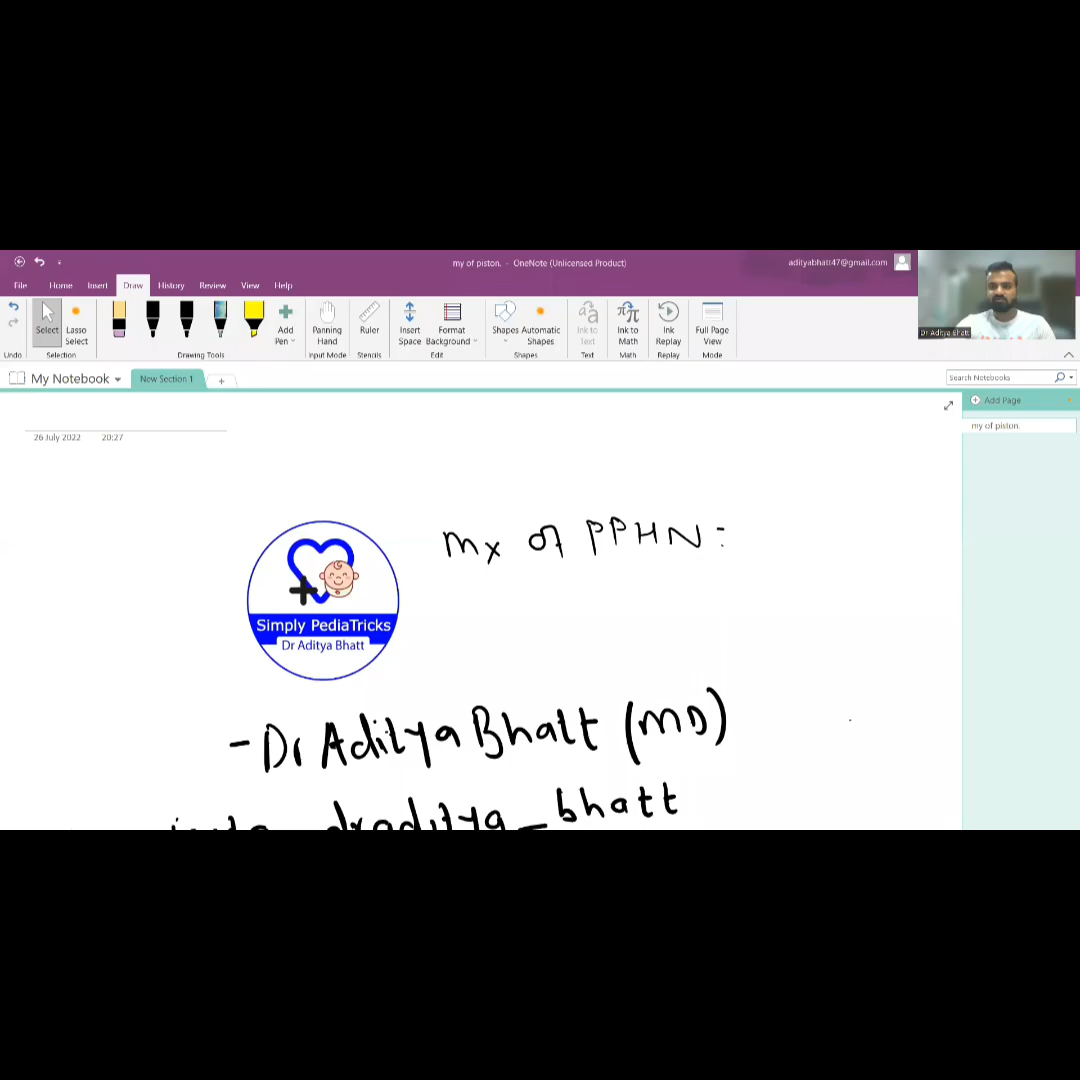 my of piston. - OneNote (Unlicensed Product)
adityabhatt47@gmail.com
File Home Insert Draw History Review View Help
Undo
Select
Lasso Select
Selection
Drawing Tools
Add Pen
Panning Hand
Input Mode
Ruler
Stencils
Insert Space
Format Background
Edit
Shapes
Automatic Shapes
Shapes
Ink to Text
Text
Ink to Math
Math
Ink Replay
Replay
Full Page View
Mode
Dr Aditya Bhatt
My Notebook
New Section 1
Search Notebooks
Add Page
my of piston.
26 July 2022 20:27
Mx of PPHN :
Simply PediaTricks
Dr Aditya Bhatt
- Dr Aditya Bhatt (MD)
draditya_bhatt